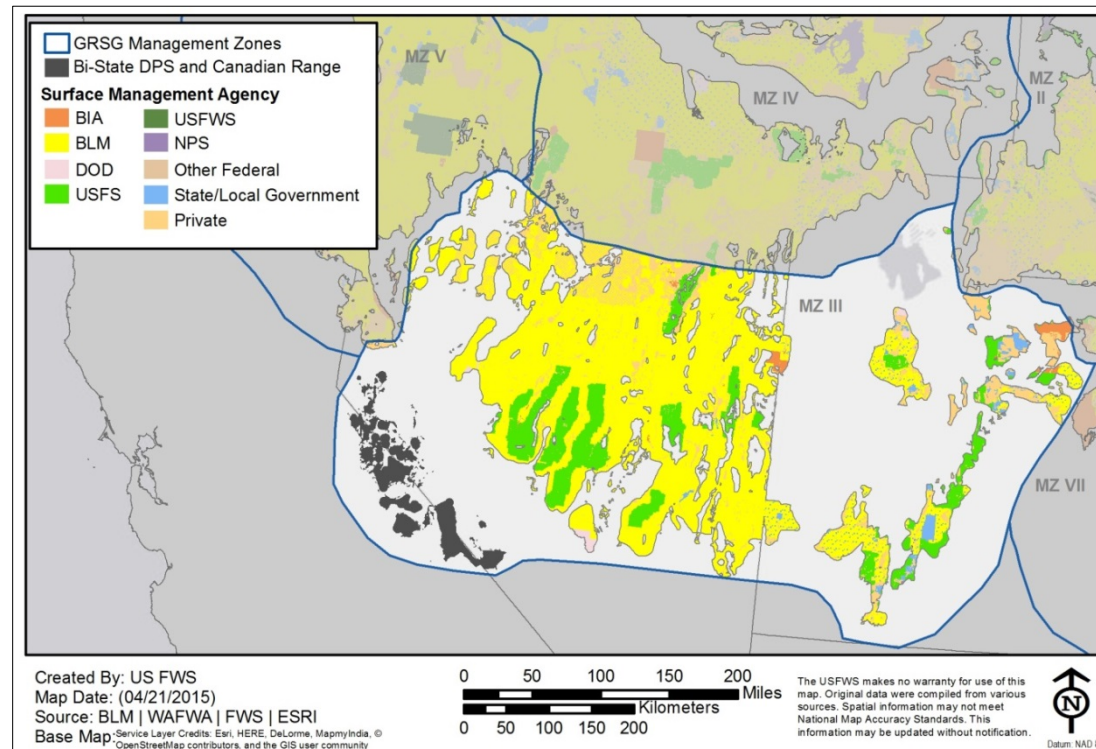 GRSG Management Zones
Bi-State DPS and Canadian Range
Surface Management Agency
BIA
BLM
DOD
USFS
USFWS
NPS
Other Federal
State/Local Government
Private
MZ V
MZ IV
MZ
II
MZ III
MZ VII
Created By: US FWS
Map Date: (04/21/2015)
Source: BLM | WAFWA | FWS | ESRI
Base Map: Service Layer Credits: Esri, HERE, DeLorme, MapmyIndia, ©
OpenStreetMap contributors, and the GIS user community
0 50 100 150 200
Miles
Kilometers
0 50 100 150 200
The USFWS makes no warranty for use of this
map. Original data were compiled from various
sources. Spatial information may not meet
National Map Accuracy Standards. This
information may be updated without notification.
N
Datum: NAD